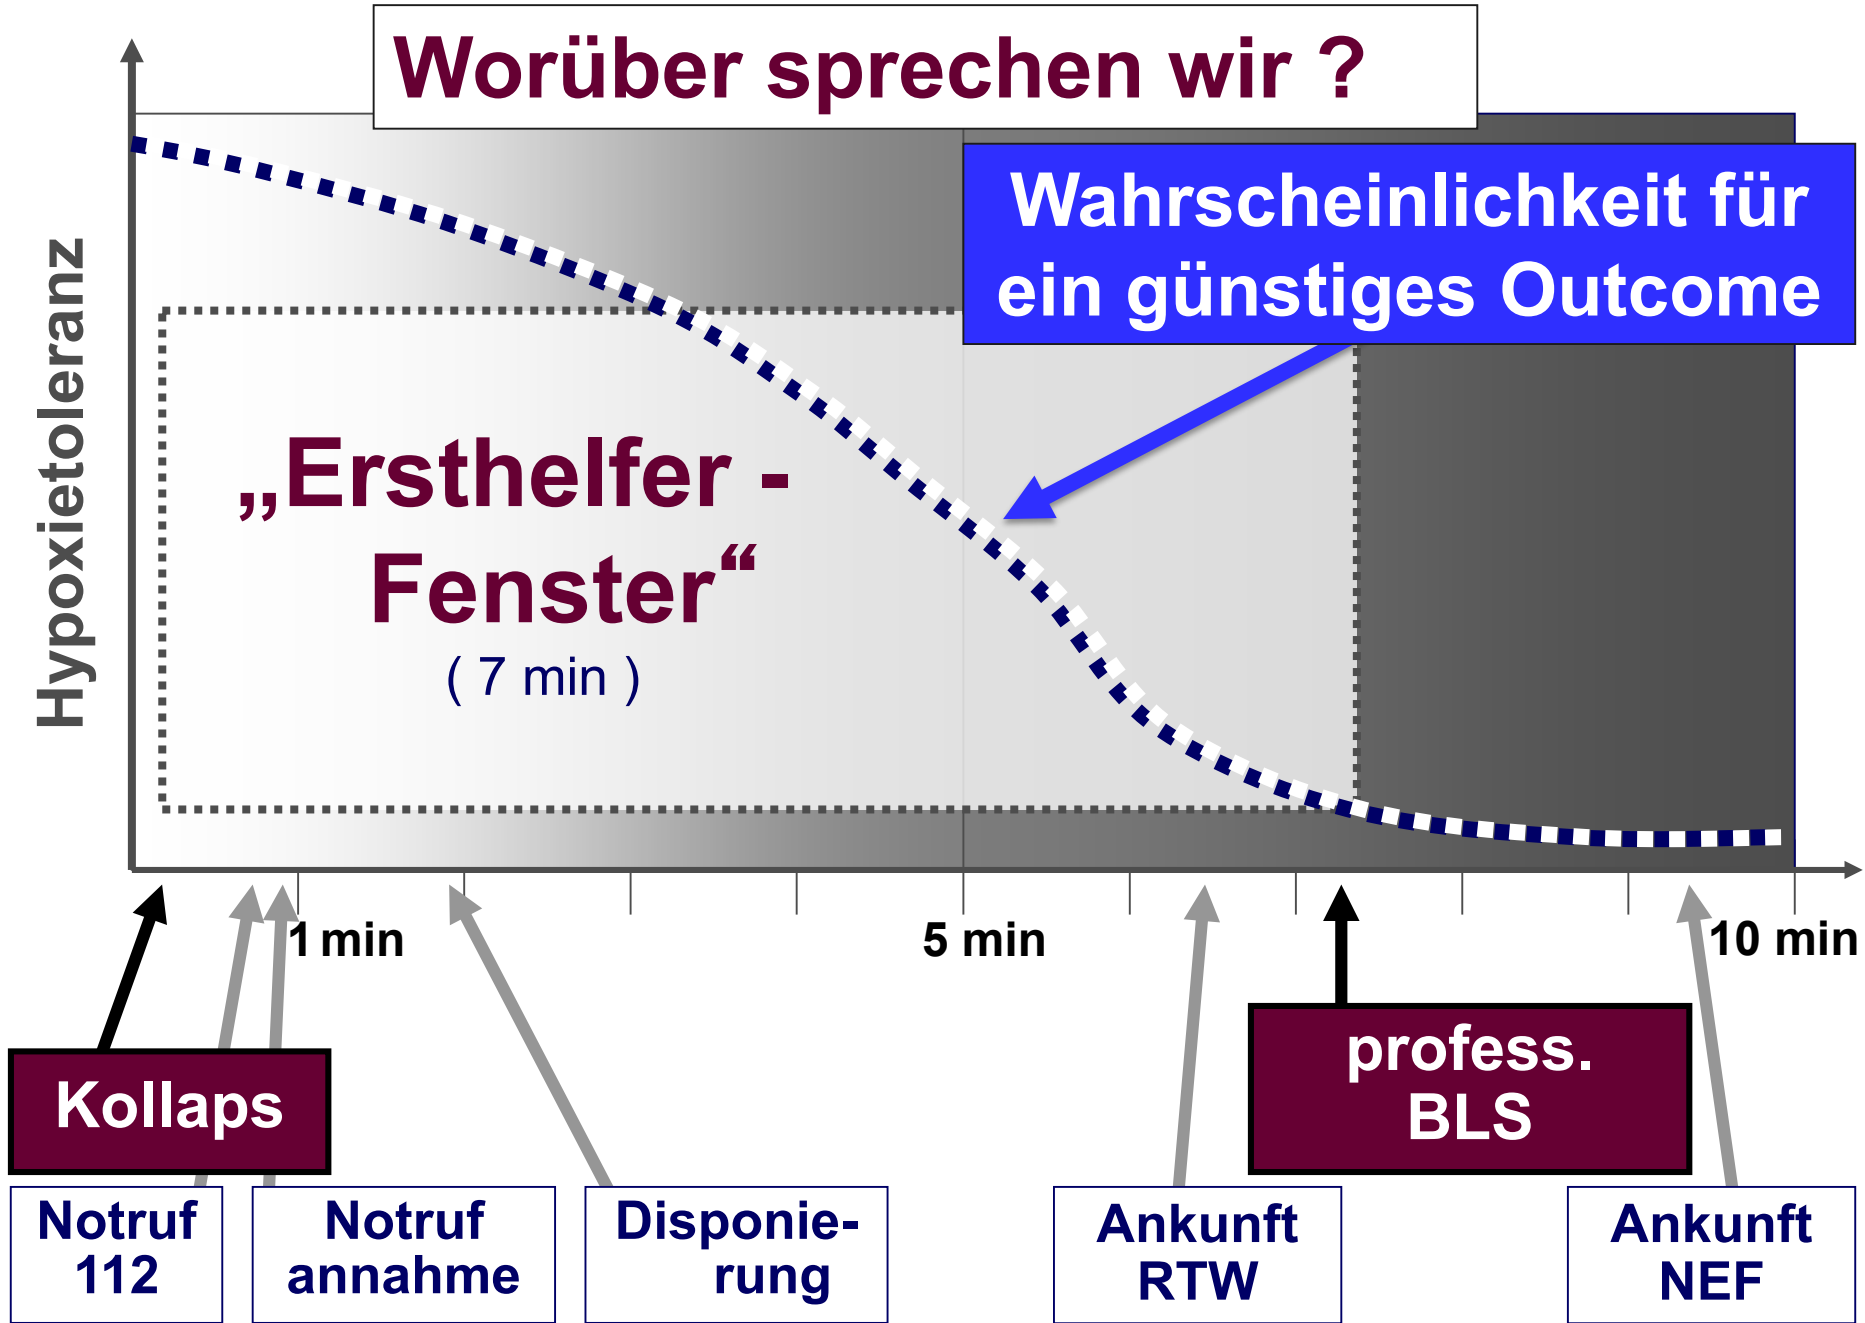 Worüber sprechen wir ?
Wahrscheinlichkeit für
ein günstiges Outcome
Hypoxietoleranz
„Ersthelfer -
Fenster“
( 7 min )
1 min
5 min
10 min
Kollaps
profess.
BLS
Notruf
112
Notruf
annahme
Disponie-
rung
Ankunft
RTW
Ankunft
NEF